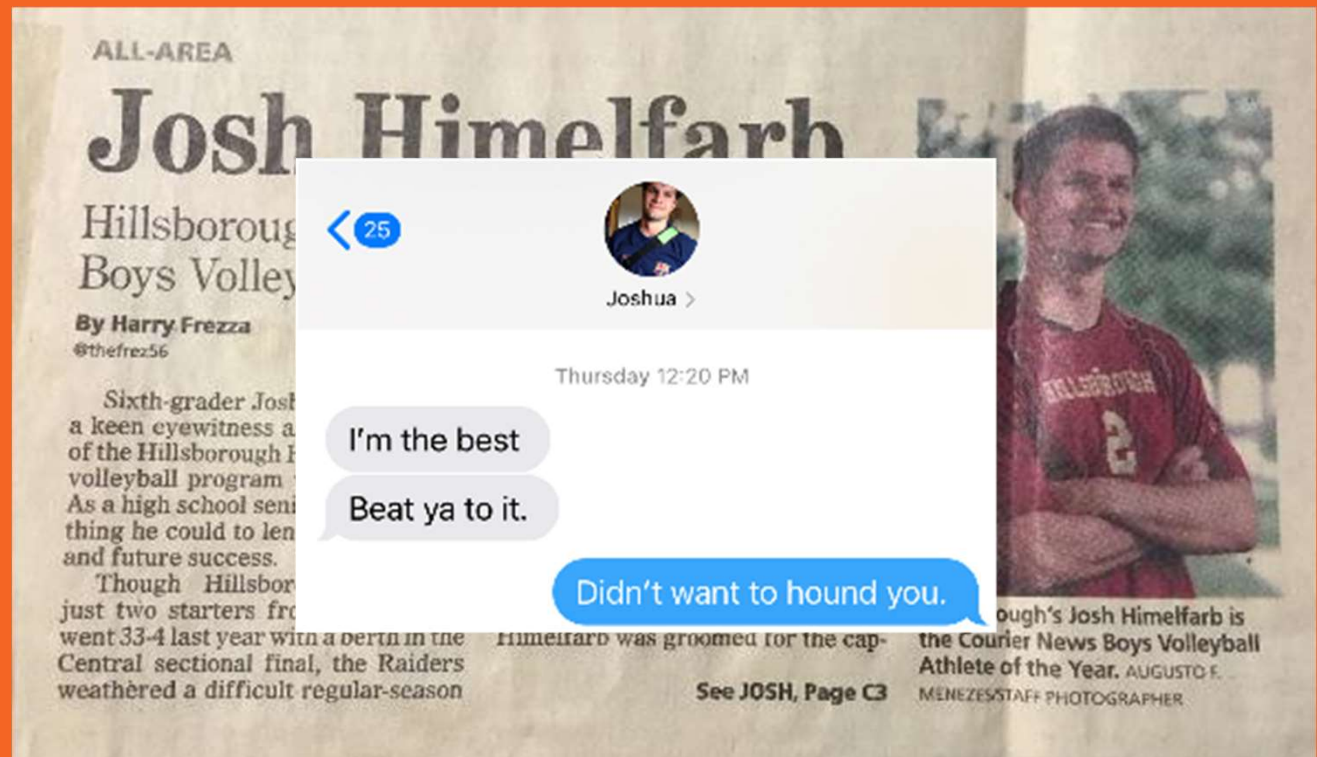 ALL-AREA
Josh Himelfarb
Hillsboroug
Boys Volley
By Harry Frezza
@thefrez56
Sixth-grader Josh
a keen eyewitness a
of the Hillsborough H
volleyball program
As a high school seni
thing he could to len
and future success.
Though Hillsbor
just two starters fro
went 33-4 last year with a berth in the
Central sectional final, the Raiders
weathered a difficult regular-season
25
Joshua >
Thursday 12:20 PM
I'm the best
Beat ya to it.
Didn't want to hound you.
Himelfarb was groomed for the cap-
See JOSH, Page C3
HILLSBOROUGH
2
ough's Josh Himelfarb is
the Courier News Boys Volleyball
Athlete of the Year. AUGUSTO F.
MENEZES/STAFF PHOTOGRAPHER